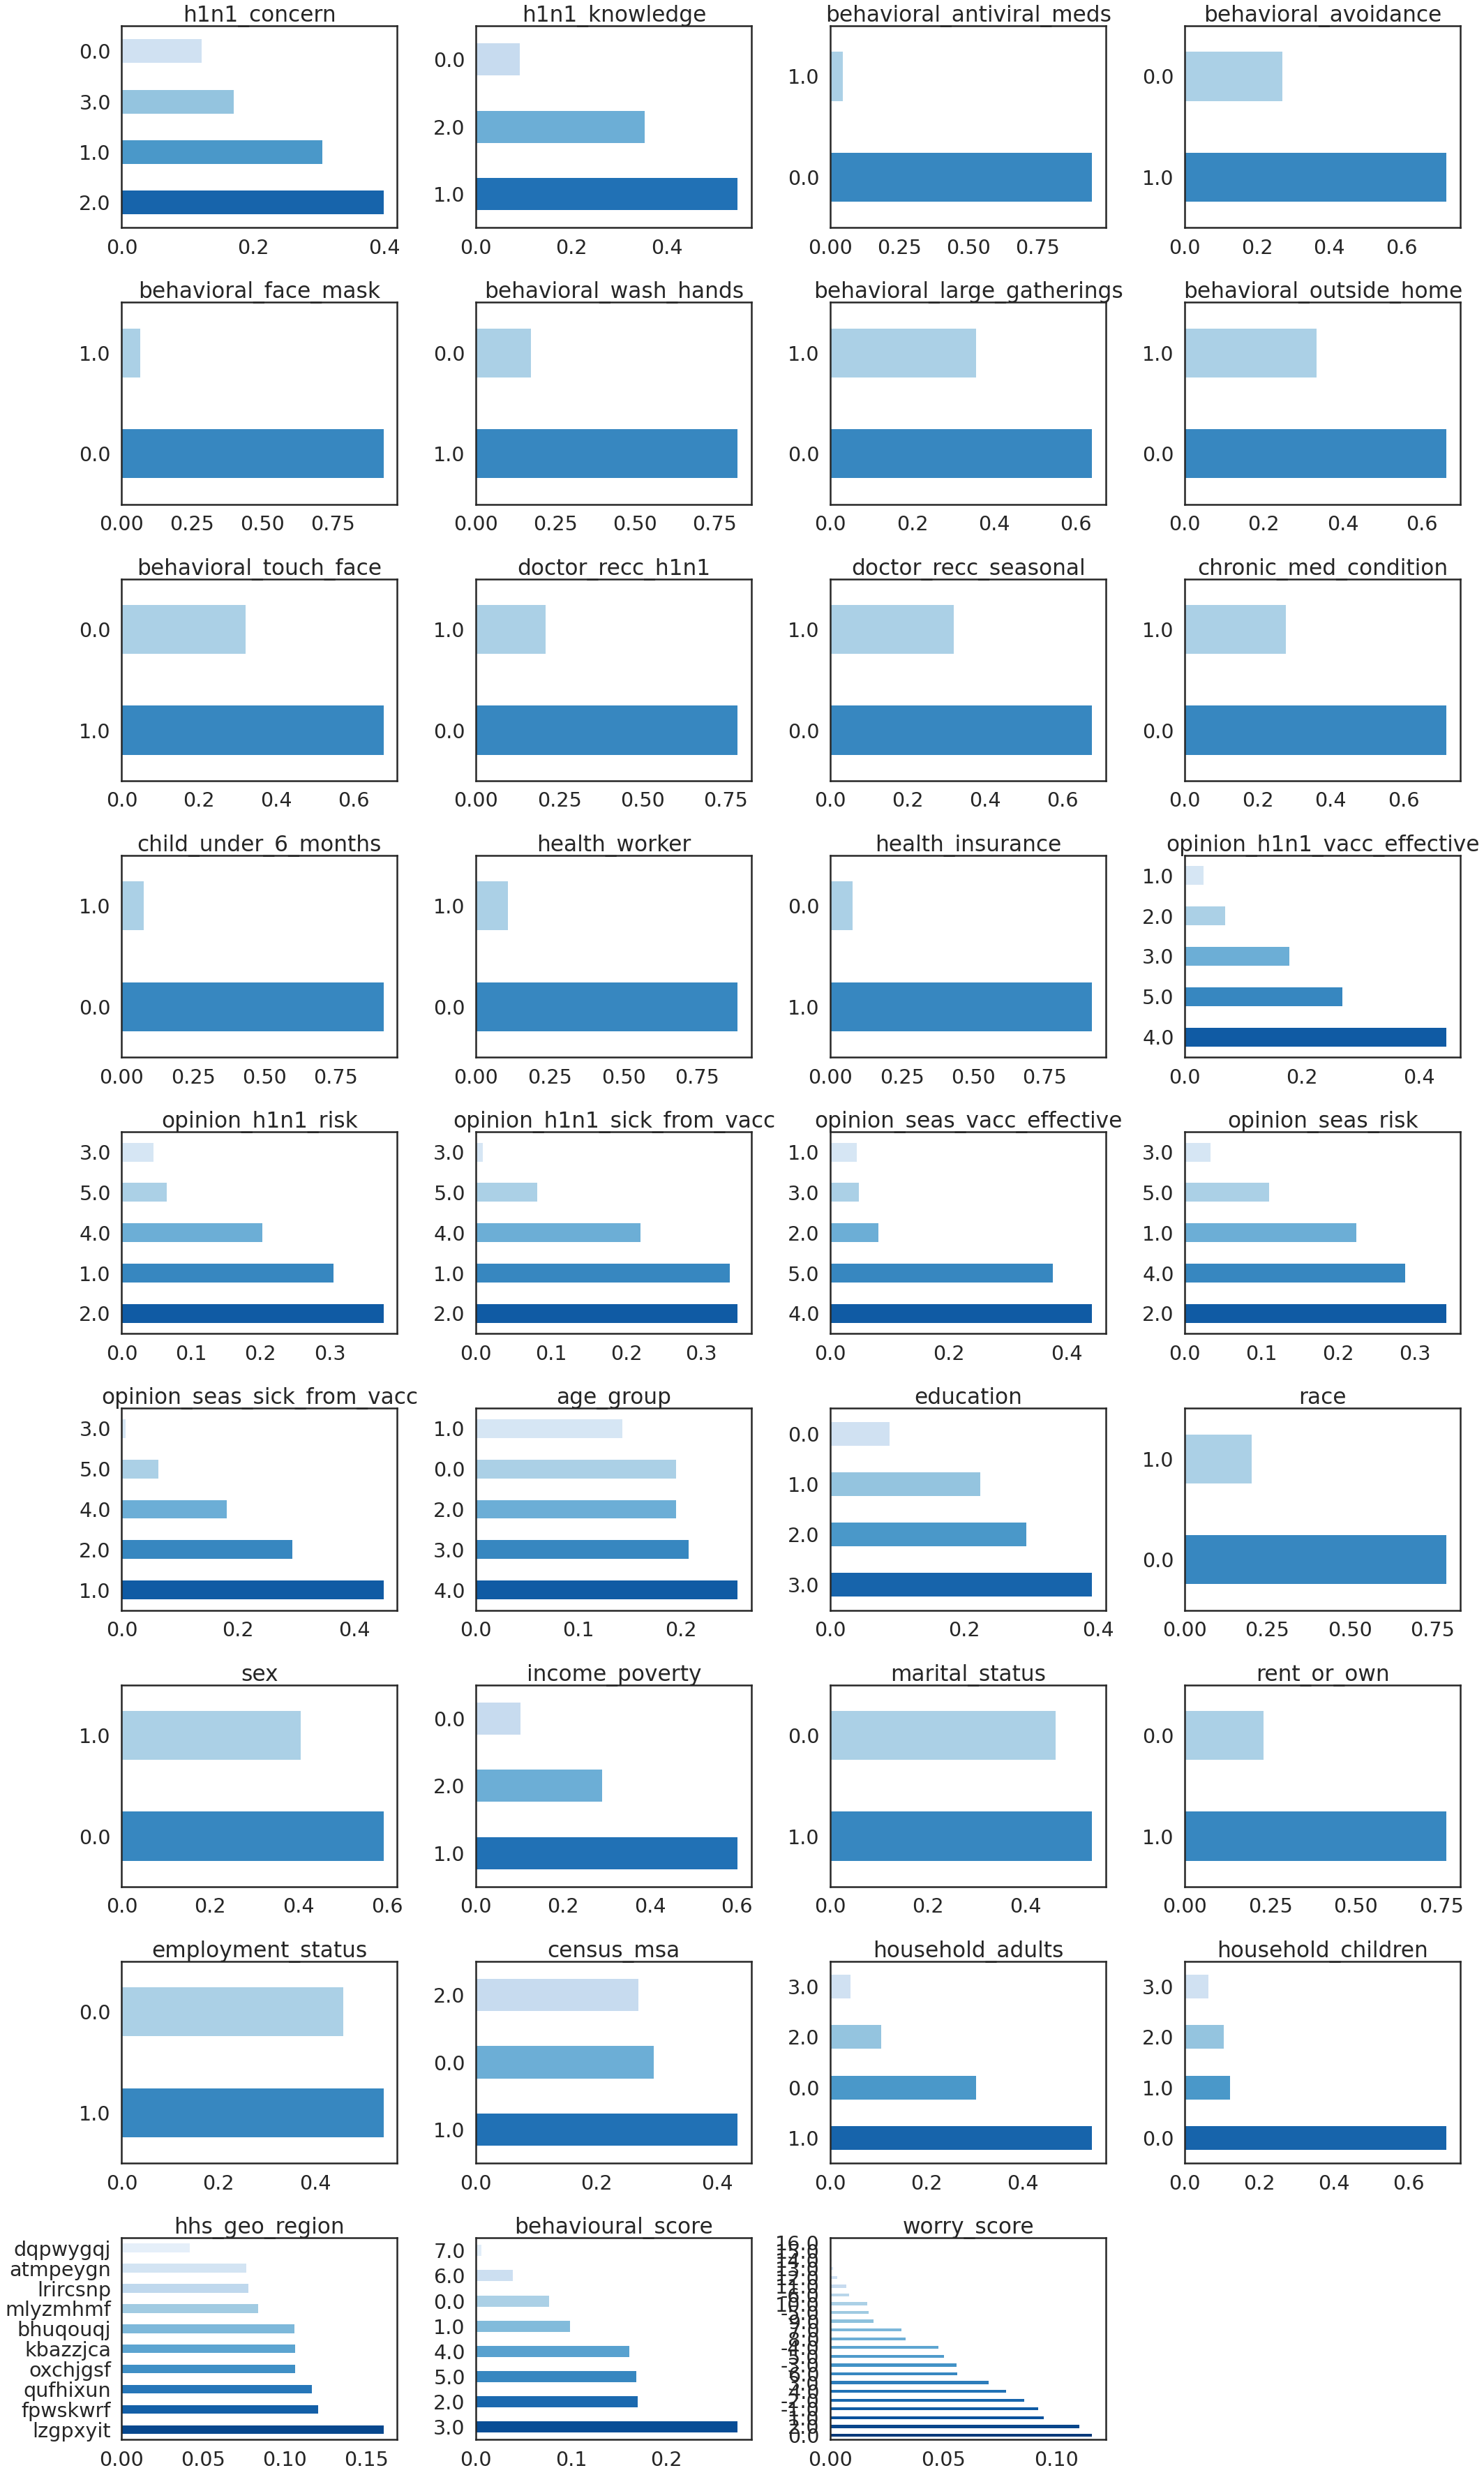 h1n1_concern
0.0
3.0
1.0
2.0
0.0 0.2 0.4
h1n1_knowledge
0.0
2.0
1.0
0.0 0.2 0.4
behavioral_antiviral_meds
1.0
0.0
0.00 0.25 0.50 0.75
behavioral_avoidance
0.0
1.0
0.0 0.2 0.4 0.6
behavioral_face_mask
1.0
0.0
0.00 0.25 0.50 0.75
behavioral_wash_hands
0.0
1.0
0.00 0.25 0.50 0.75
behavioral_large_gatherings
1.0
0.0
0.0 0.2 0.4 0.6
behavioral_outside_home
1.0
0.0
0.0 0.2 0.4 0.6
behavioral_touch_face
0.0
1.0
0.0 0.2 0.4 0.6
doctor_recc_h1n1
1.0
0.0
0.00 0.25 0.50 0.75
doctor_recc_seasonal
1.0
0.0
0.0 0.2 0.4 0.6
chronic_med_condition
1.0
0.0
0.0 0.2 0.4 0.6
child_under_6_months
1.0
0.0
0.00 0.25 0.50 0.75
health_worker
1.0
0.0
0.00 0.25 0.50 0.75
health_insurance
0.0
1.0
0.00 0.25 0.50 0.75
opinion_h1n1_vacc_effective
1.0
2.0
3.0
5.0
4.0
0.0 0.2 0.4
opinion_h1n1_risk
3.0
5.0
4.0
1.0
2.0
0.0 0.1 0.2 0.3
opinion_h1n1_sick_from_vacc
3.0
5.0
4.0
1.0
2.0
0.0 0.1 0.2 0.3
opinion_seas_vacc_effective
1.0
3.0
2.0
5.0
4.0
0.0 0.2 0.4
opinion_seas_risk
3.0
5.0
1.0
4.0
2.0
0.0 0.1 0.2 0.3
opinion_seas_sick_from_vacc
3.0
5.0
4.0
2.0
1.0
0.0 0.2 0.4
age_group
1.0
0.0
2.0
3.0
4.0
0.0 0.1 0.2
education
0.0
1.0
2.0
3.0
0.0 0.2 0.4
race
1.0
0.0
0.00 0.25 0.50 0.75
sex
1.0
0.0
0.0 0.2 0.4 0.6
income_poverty
0.0
2.0
1.0
0.0 0.2 0.4 0.6
marital_status
0.0
1.0
0.0 0.2 0.4
rent_or_own
0.0
1.0
0.00 0.25 0.50 0.75
employment_status
0.0
1.0
0.0 0.2 0.4
census_msa
2.0
0.0
1.0
0.0 0.2 0.4
household_adults
3.0
2.0
0.0
1.0
0.0 0.2 0.4
household_children
3.0
2.0
1.0
0.0
0.0 0.2 0.4 0.6
hhs_geo_region
dqpwygqj
atmpeygn
lrircsnp
mlyzmhmf
bhuqouqj
kbazzjca
oxchjgsf
qufhixun
fpwskwrf
lzgpxyit
0.00 0.05 0.10 0.15
behavioural_score
7.0
6.0
0.0
1.0
4.0
5.0
2.0
3.0
0.0 0.1 0.2
worry_score
16.0
0.0
0.00 0.05 0.10